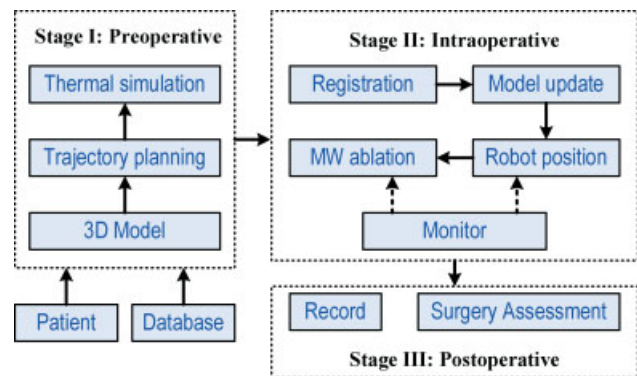 Stage I: Preoperative
Thermal simulation
Trajectory planning
3D Model
Patient
Database
Stage II: Intraoperative
Registration
Model update
MW ablation
Robot position
Monitor
Record
Surgery Assessment
Stage III: Postoperative